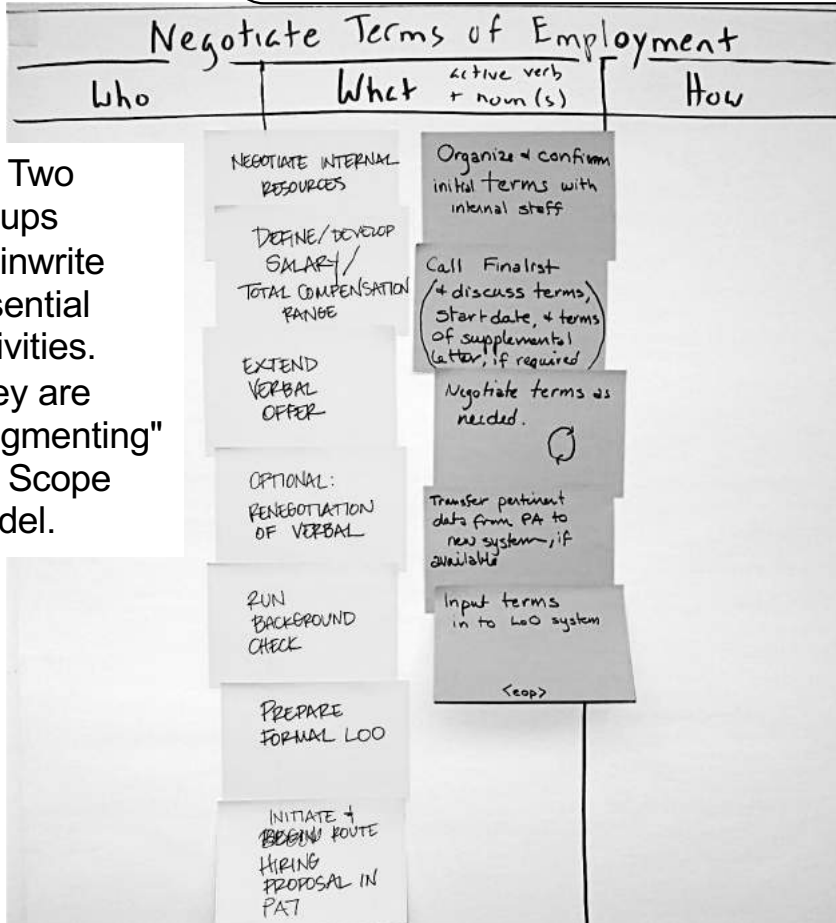 Negotiate Terms of Employment
Who
What
active verb
+ noun(s)
How
Two
ups
inwrite
sential
ivities.
ey are
gmenting"
Scope
del.
NEGOTIATE INTERNAL
RESOURCES
DEFINE/DEVELOP
SALARY/
TOTAL COMPENSATION
RANGE
EXTEND
VERBAL
OFFER
OPTIONAL:
RENEGOTIATION
OF VERBAL
RUN
BACKGROUND
CHECK
PREPARE
FORMAL LOO
INITIATE +
ROUTE
HIRING
PROPOSAL IN
PA7
Organize & confirm
initial terms with
internal staff
Call Finalist
(+ discuss terms,
start date, + terms
of supplemental
letter, if required)
Negotiate terms as
needed.
Transfer pertinent
data from PA to
new system, if
available
Input terms
in to LoO system
<eop>